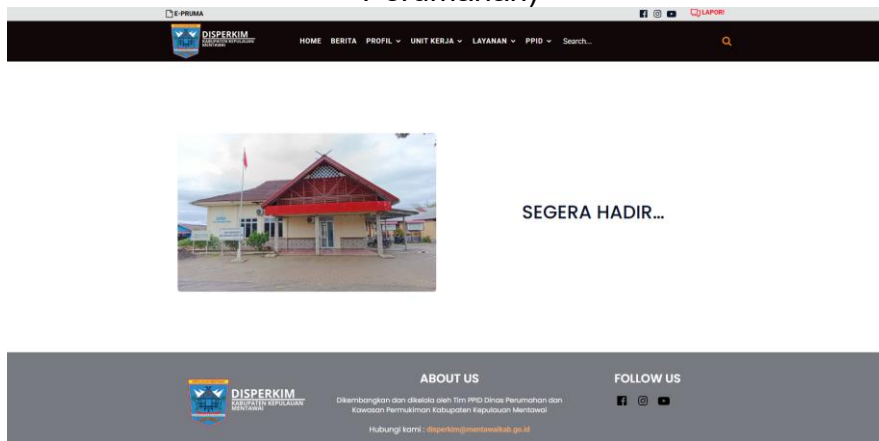 Perumahan)
E-PRUMA
LAPOR!
DISPERKIM
KABUPATEN KEPULAUAN
MENTAWAI
HOME BERITA PROFIL UNIT KERJA LAYANAN PPID Search...
SEGERA HADIR...
DISPERKIM
KABUPATEN KEPULAUAN
MENTAWAI
ABOUT US
Dikembangkan dan dikelola oleh Tim PPID Dinas Perumahan dan
Kawasan Permukiman Kabupaten Kepulauan Mentawai
Hubungi kami : disperkim@mentawaikab.go.id
FOLLOW US